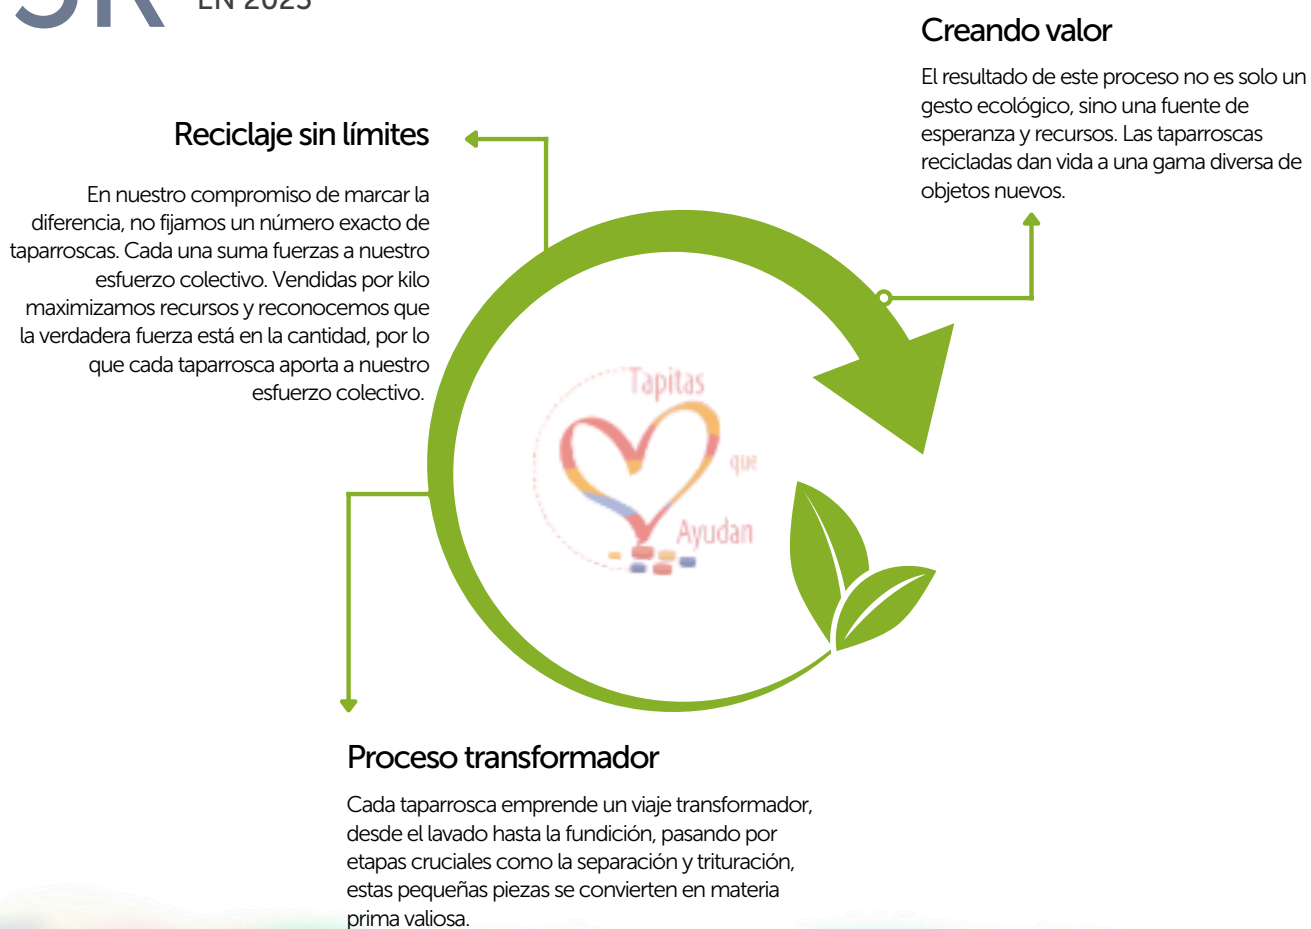 EN
Creando valor
El resultado de este proceso no es solo un
gesto ecológico, sino una fuente de
esperanza y recursos. Las taparroscas
recicladas dan vida a una gama diversa de
objetos nuevos.
Reciclaje sin límites
En nuestro compromiso de marcar la
diferencia, no fijamos un número exacto de
taparroscas. Cada una suma fuerzas a nuestro
esfuerzo colectivo. Vendidas por kilo
maximizamos recursos y reconocemos que
la verdadera fuerza está en la cantidad, por lo
que cada taparrosca aporta a nuestro
esfuerzo colectivo.
Tapitas
que
Ayudan
Proceso transformador
Cada taparrosca emprende un viaje transformador,
desde el lavado hasta la fundición, pasando por
etapas cruciales como la separación y trituración,
estas pequeñas piezas se convierten en materia
prima valiosa.